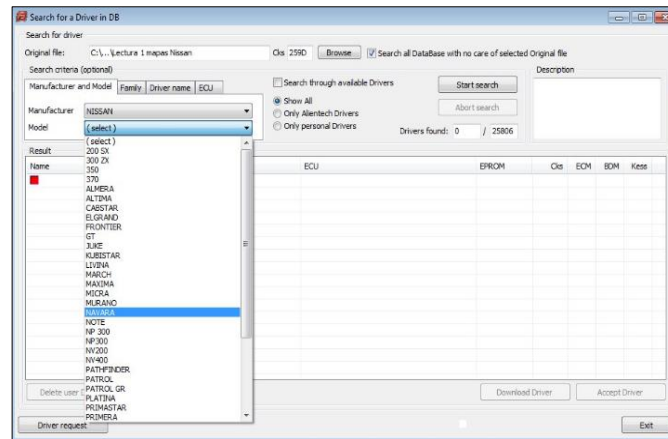 Search for a Driver in DB
Search for driver
Original file: C:\...\Lectura 1 mapas Nissan Cks 259D Browse Search all DataBase with no care of selected Original file
Search criteria (optional) Description
Manufacturer and Model Family Driver name ECU Search through available Drivers Start search
Manufacturer NISSAN Show All
Only Alientech Drivers Abort search
Model ( select ) Only personal Drivers Drivers found: 0 / 25806
Result
Name ECU EPROM Cks ECM BDM Kess
( select )
200 SX
300 ZX
350
370
ALMERA
ALTIMA
CABSTAR
ELGRAND
FRONTIER
GT
JUKE
KUBISTAR
LIVINA
MARCH
MAXIMA
MICRA
MURANO
NAVARA
NOTE
NP 300
NP300
NV200
NV400
PATHFINDER
PATROL
PATROL GR
PLATINA
PRIMASTAR
PRIMERA
Delete user Download Driver Accept Driver
Driver request Exit